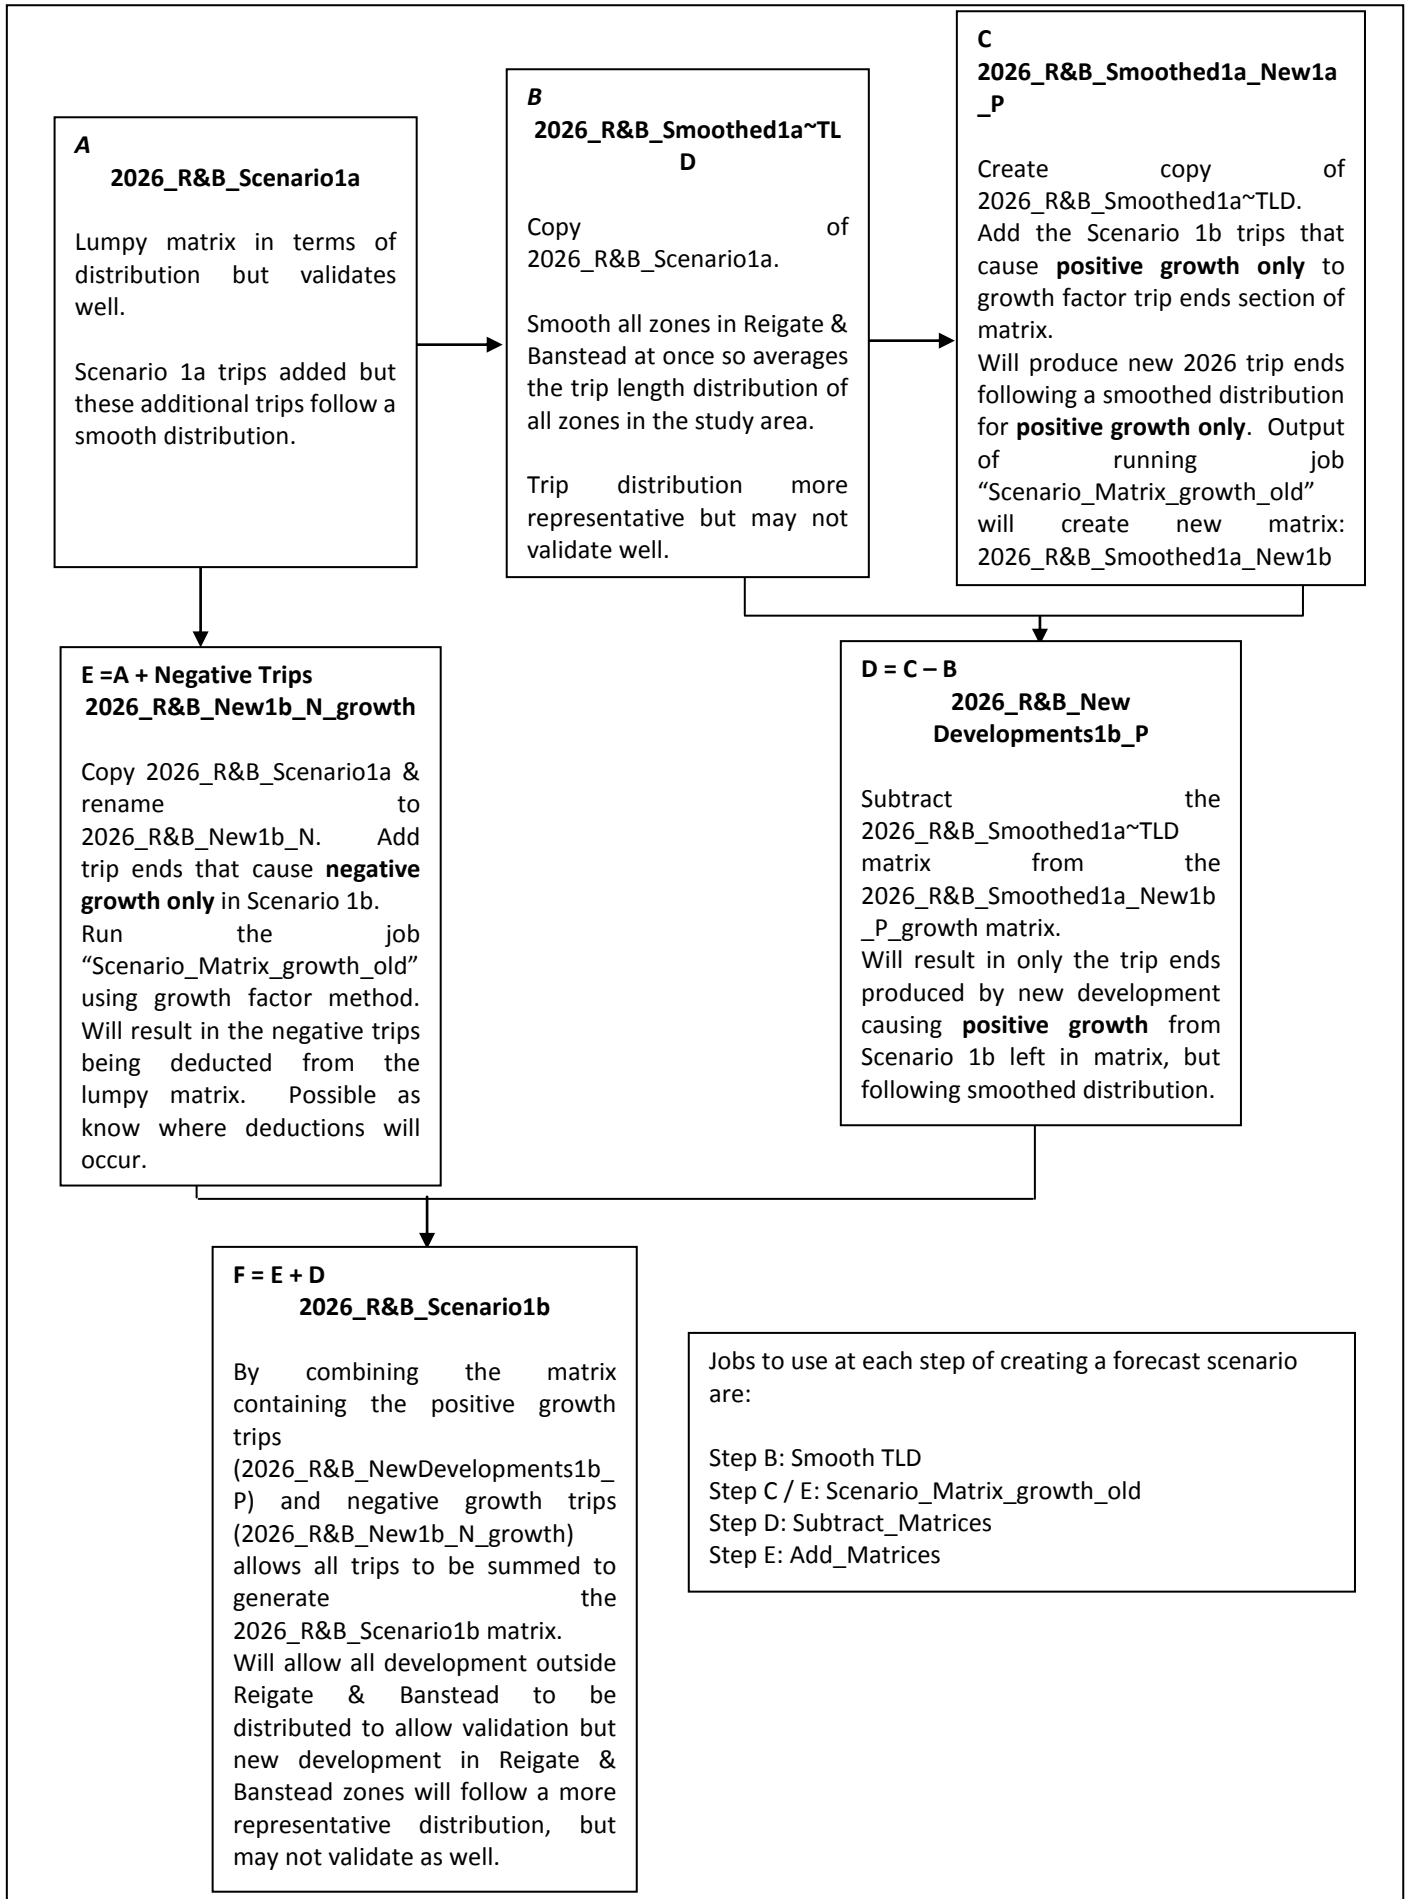 A
2026_R&B_Scenario1a
Lumpy matrix in terms of
distribution but validates
well.
Scenario 1a trips added but
these additional trips follow a
smooth distribution.
B
2026_R&B_Smoothed1a~TL
D
Copy of
2026_R&B_Scenario1a.
Smooth all zones in Reigate &
Banstead at once so averages
the trip length distribution of
all zones in the study area.
Trip distribution more
representative but may not
validate well.
C
2026_R&B_Smoothed1a_New1a
_P
Create copy of
2026_R&B_Smoothed1a~TLD.
Add the Scenario 1b trips that
cause positive growth only to
growth factor trip ends section of
matrix.
Will produce new 2026 trip ends
following a smoothed distribution
for positive growth only. Output
of running job
“Scenario_Matrix_growth_old”
will create new matrix:
2026_R&B_Smoothed1a_New1b
E =A + Negative Trips
2026_R&B_New1b_N_growth
Copy 2026_R&B_Scenario1a &
rename to
2026_R&B_New1b_N. Add
trip ends that cause negative
growth only in Scenario 1b.
Run the job
“Scenario_Matrix_growth_old”
using growth factor method.
Will result in the negative trips
being deducted from the
lumpy matrix. Possible as
know where deductions will
occur.
D = C – B
2026_R&B_New
Developments1b_P
Subtract the
2026_R&B_Smoothed1a~TLD
matrix from the
2026_R&B_Smoothed1a_New1b
_P_growth matrix.
Will result in only the trip ends
produced by new development
causing positive growth from
Scenario 1b left in matrix, but
following smoothed distribution.
F = E + D
2026_R&B_Scenario1b
By combining the matrix
containing the positive growth
trips
(2026_R&B_NewDevelopments1b_
P) and negative growth trips
(2026_R&B_New1b_N_growth)
allows all trips to be summed to
generate the
2026_R&B_Scenario1b matrix.
Will allow all development outside
Reigate & Banstead to be
distributed to allow validation but
new development in Reigate &
Banstead zones will follow a more
representative distribution, but
may not validate as well.
Jobs to use at each step of creating a forecast scenario
are:
Step B: Smooth TLD
Step C / E: Scenario_Matrix_growth_old
Step D: Subtract_Matrices
Step E: Add_Matrices